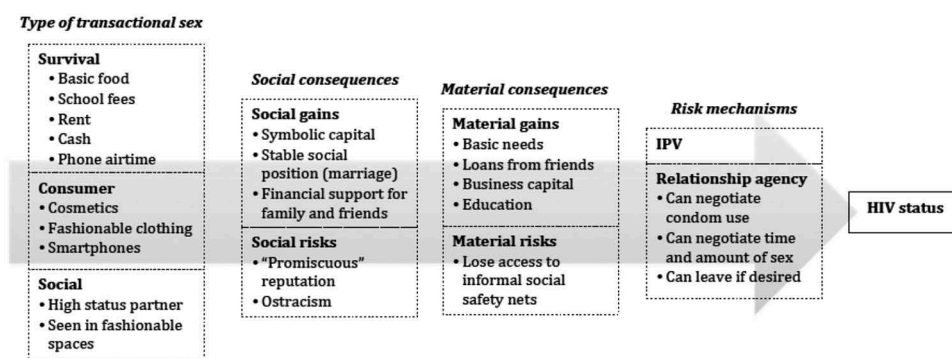 Type of transactional sex
Survival
• Basic food
• School fees
• Rent
• Cash
• Phone airtime
Consumer
• Cosmetics
• Fashionable clothing
• Smartphones
Social
• High status partner
• Seen in fashionable
spaces
Social consequences
Social gains
• Symbolic capital
• Stable social
position (marriage)
• Financial support for
family and friends
Social risks
• “Promiscuous”
reputation
• Ostracism
Material consequences
Material gains
• Basic needs
• Loans from friends
• Business capital
• Education
Material risks
• Lose access to
informal social
safety nets
Risk mechanisms
IPV
Relationship agency
• Can negotiate
condom use
• Can negotiate time
and amount of sex
• Can leave if desired
HIV status